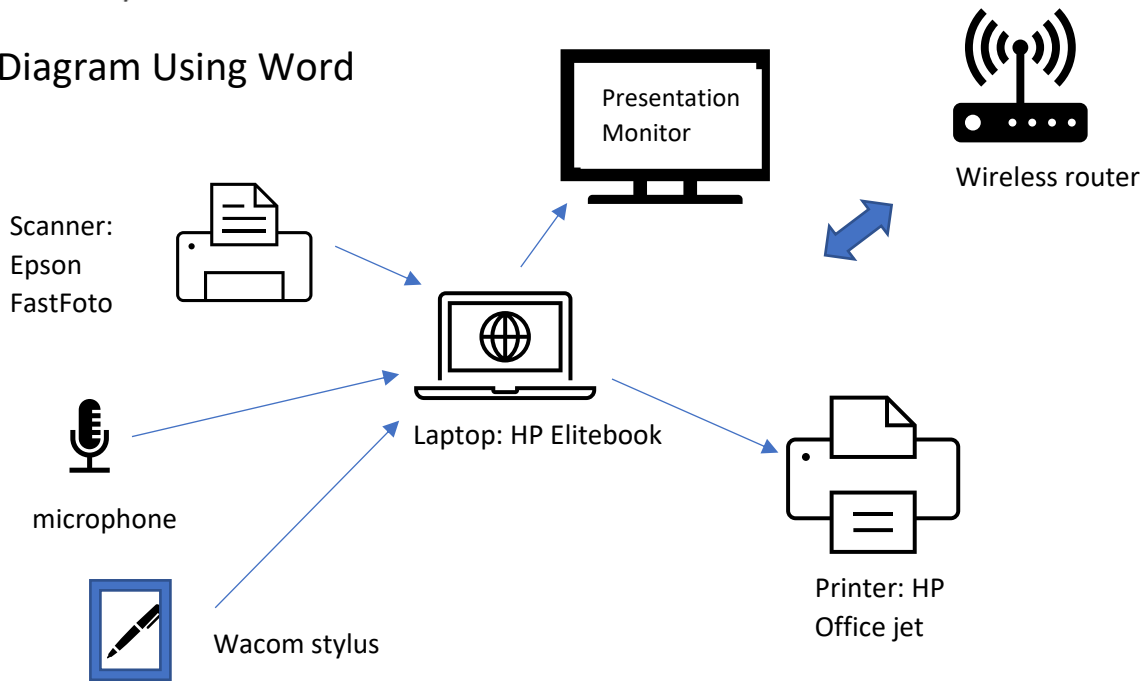 Diagram Using Word
Presentation
Monitor
Wireless router
Scanner:
Epson
FastFoto
Laptop: HP Elitebook
microphone
Printer: HP
Office jet
Wacom stylus